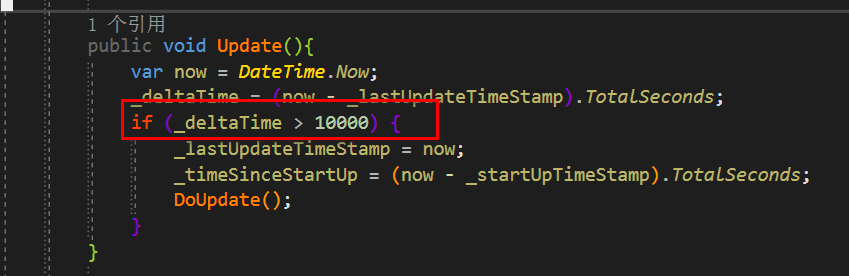 1 个引用
public void Update(){
var now = DateTime.Now;
_deltaTime = (now - _lastUpdateTimeStamp).TotalSeconds;
if (_deltaTime > 10000) {
_lastUpdateTimeStamp = now;
_timeSinceStartUp = (now - _startUpTimeStamp).TotalSeconds;
DoUpdate();
}
}